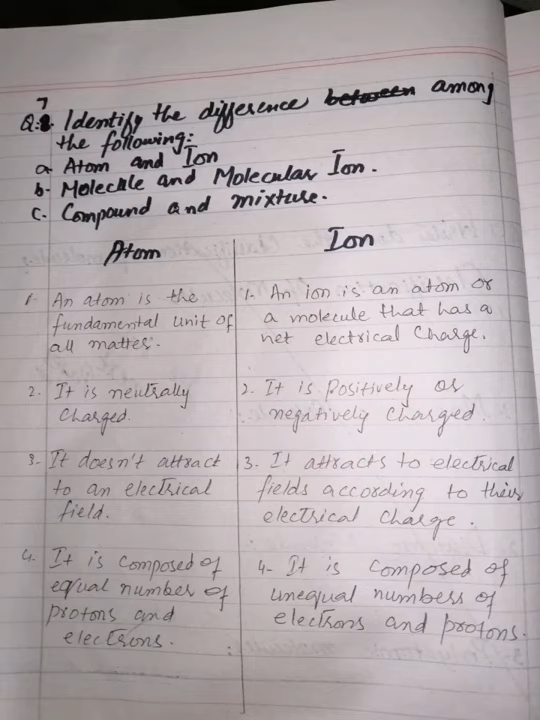 7
Q: Identify the difference between among
the following:
a- Atom and Ion
b- Molecule and Molecular Ion.
c. Compound and mixture.
Atom
1. An atom is the
fundamental unit of
all matter.
2. It is neutrally
charged.
3. It doesn't attract
to an electrical
field.
4. It is composed of
equal number of
protons and
electrons.
Ion
1. An ion is an atom or
a molecule that has a
net electrical charge.
2. It is positively or
negatively charged.
3. It attracts to electrical
fields according to their
electrical charge.
4- It is composed of
unequal numbers of
electrons and protons.